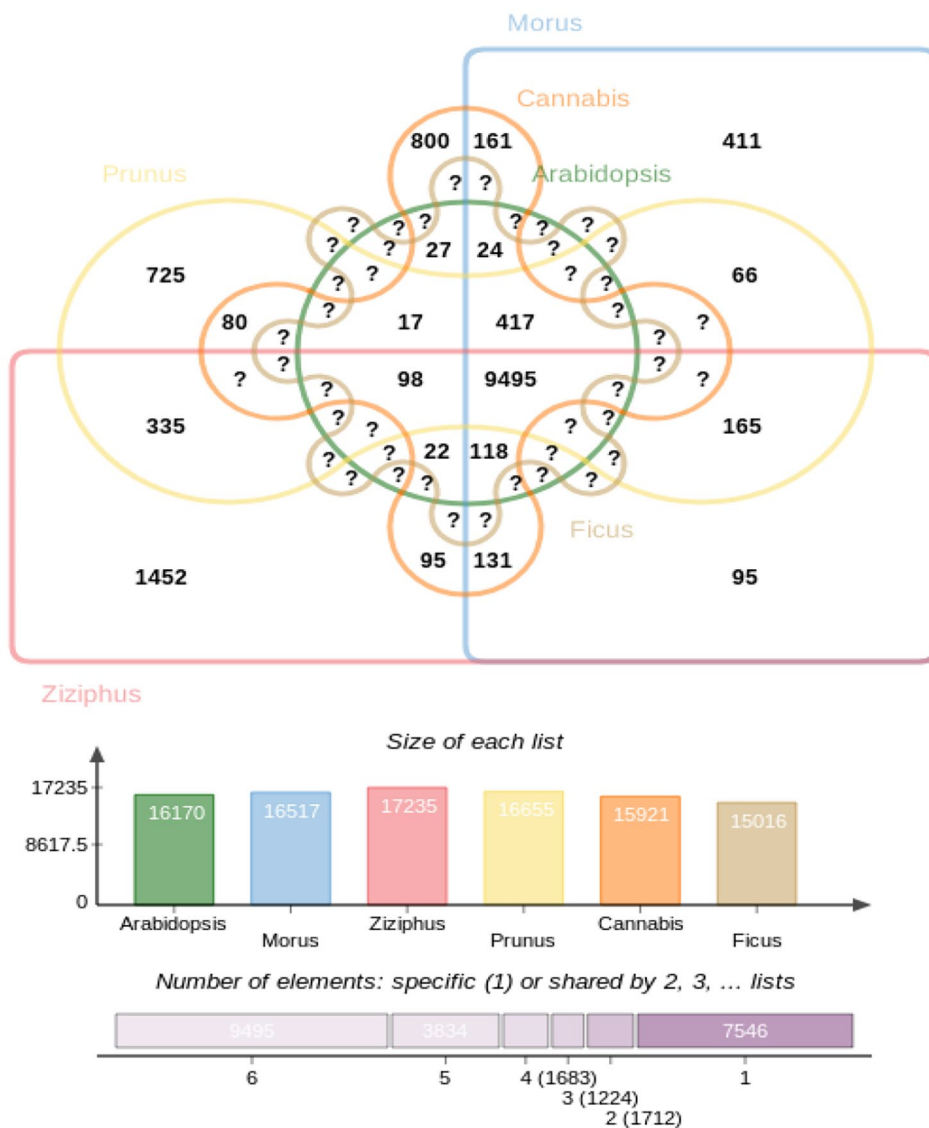 Morus
Cannabis
800 161 411
Prunus Arabidopsis
? ?
? ? ? ? ? ?
? ? 27 24 ? ?
725 ? ? 66
? ?
80 ? 17 417 ? ?
? ?
? ?
? 98 9495 ?
? ?
335 ? ? 165
? ?
? ? 22 118 ? ?
? ? ? ? ? ?
? ? Ficus
95 131
1452 95
Ziziphus
Size of each list
17235
8617.5
0
16170 16517 17235 16655 15921 15016
Arabidopsis Morus Ziziphus Prunus Cannabis Ficus
Number of elements: specific (1) or shared by 2, 3, … lists
9495 3834 7546
6 5 4 (1683) 1
3 (1224)
2 (1712)